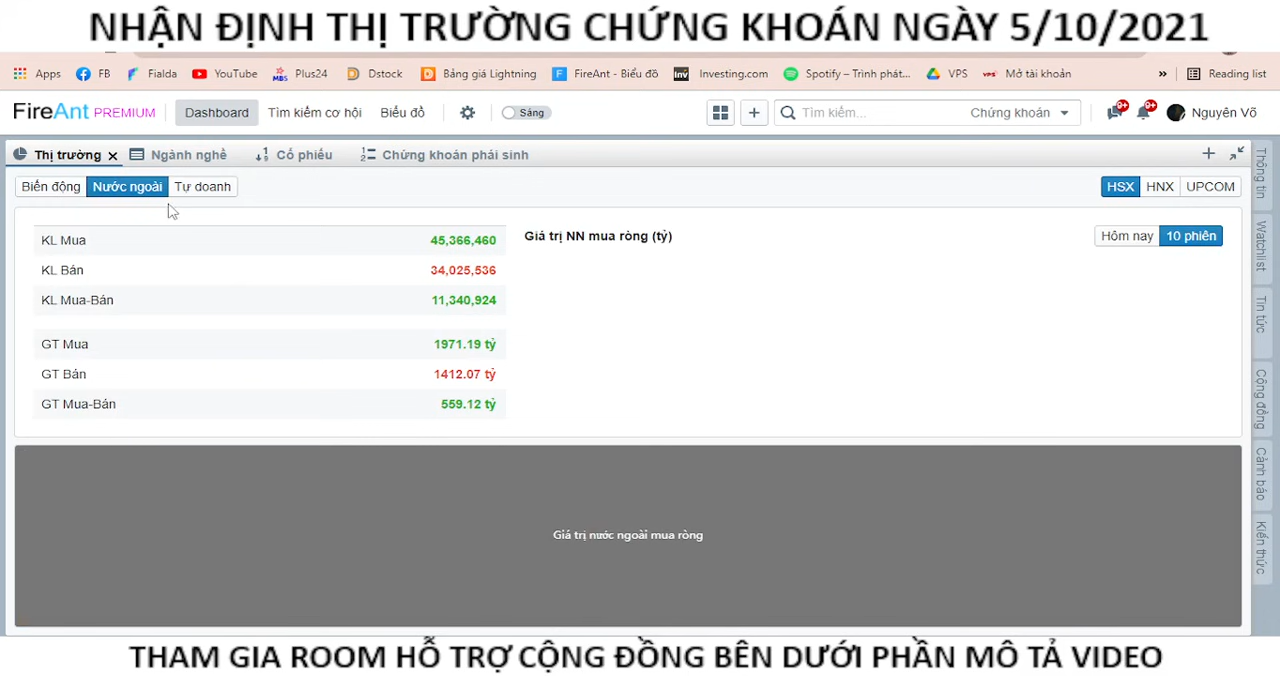 NHẬN ĐỊNH THỊ TRƯỜNG CHỨNG KHOÁN NGÀY 5/10/2021
Apps FB Fialda YouTube Plus24 Dstock Bảng giá Lightning FireAnt - Biểu đồ Investing.com Spotify – Trình phát... VPS Mở tài khoản » Reading list
FireAnt PREMIUM Dashboard Tìm kiếm cơ hội Biểu đồ Sáng Tìm kiếm... Chứng khoán 9+ 9+ Nguyên Võ
Thị trường Ngành nghề Cổ phiếu Chứng khoán phái sinh
Biến động Nước ngoài Tự doanh HSX HNX UPCOM
KL Mua 45,366,460 Giá trị NN mua ròng (tỷ) Hôm nay 10 phiên
KL Bán 34,025,536
KL Mua-Bán 11,340,924
GT Mua 1971.19 tỷ
GT Bán 1412.07 tỷ
GT Mua-Bán 559.12 tỷ
Giá trị nước ngoài mua ròng
Thông tin
Watchlist
Tin tức
Cộng đồng
Cảnh báo
Kiến thức
THAM GIA ROOM HỖ TRỢ CỘNG ĐỒNG BÊN DƯỚI PHẦN MÔ TẢ VIDEO